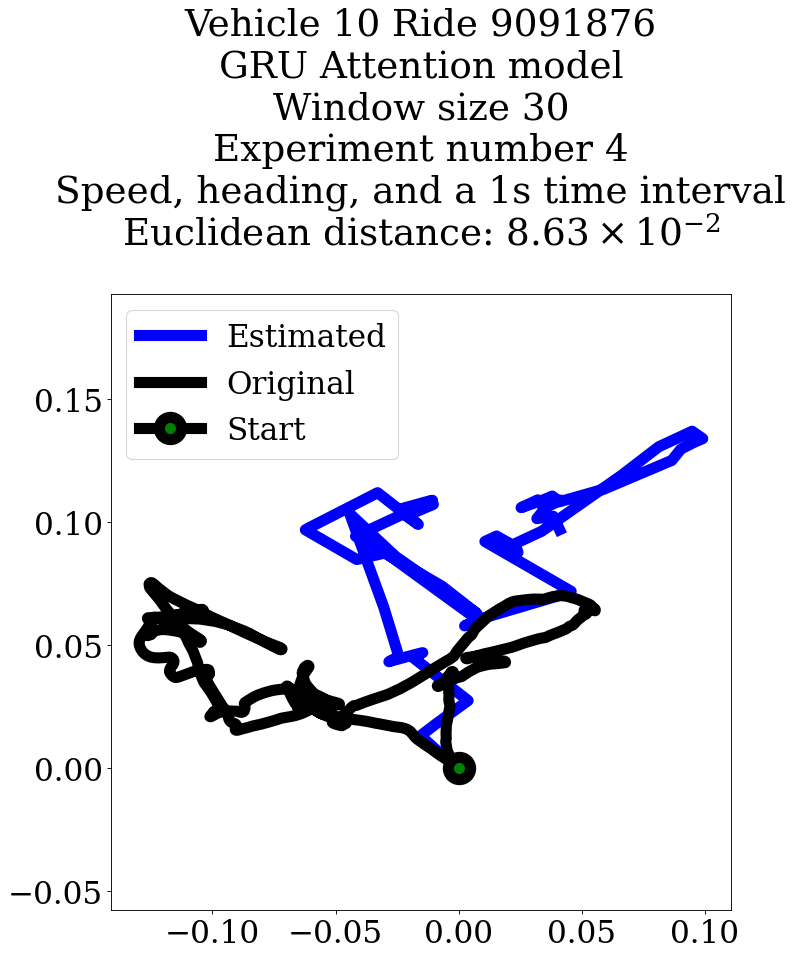 Vehicle 10 Ride 9091876
GRU Attention model
Window size 30
Experiment number 4
Speed, heading, and a 1s time interval
Euclidean distance: 8.63 × 10⁻²
Estimated
Original
Start
0.15
0.10
0.05
0.00
−0.05
−0.10 −0.05 0.00 0.05 0.10